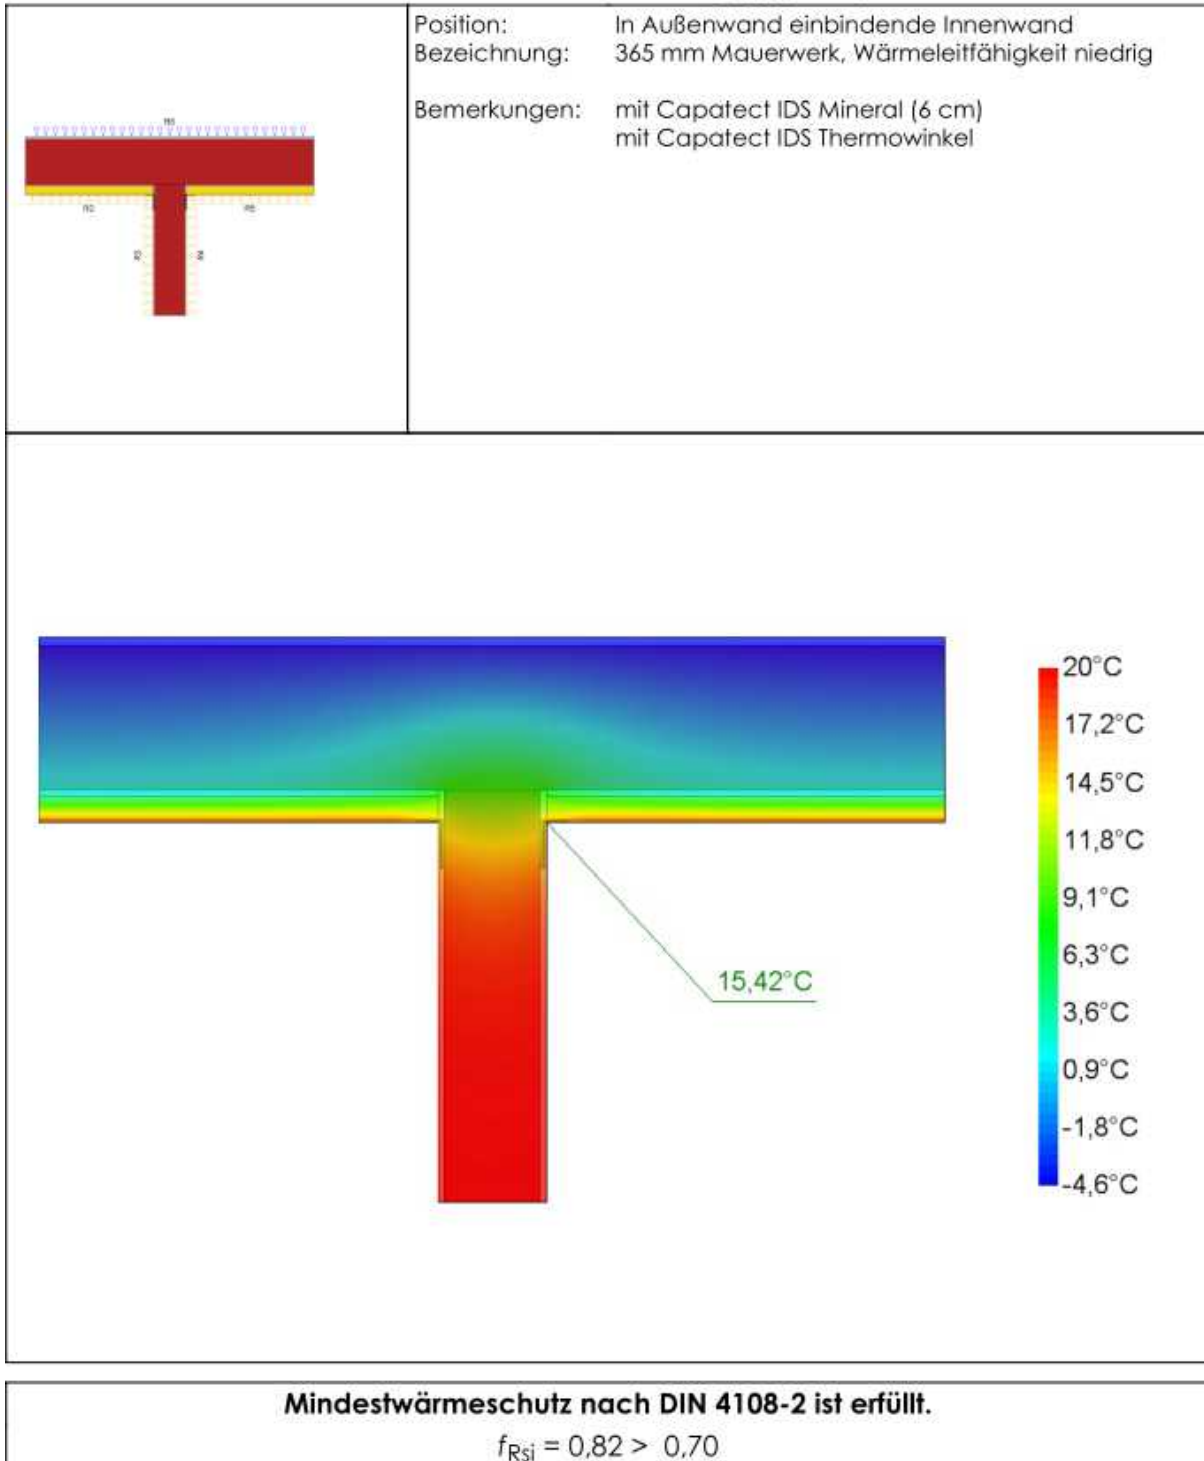 Position: In Außenwand einbindende Innenwand
Bezeichnung: 365 mm Mauerwerk, Wärmeleitfähigkeit niedrig
Bemerkungen: mit Capatect IDS Mineral (6 cm)
mit Capatect IDS Thermowinkel
20°C
17,2°C
14,5°C
11,8°C
9,1°C
6,3°C
3,6°C
0,9°C
-1,8°C
-4,6°C
15,42°C
Mindestwärmeschutz nach DIN 4108-2 ist erfüllt.
fRsi = 0,82 > 0,70